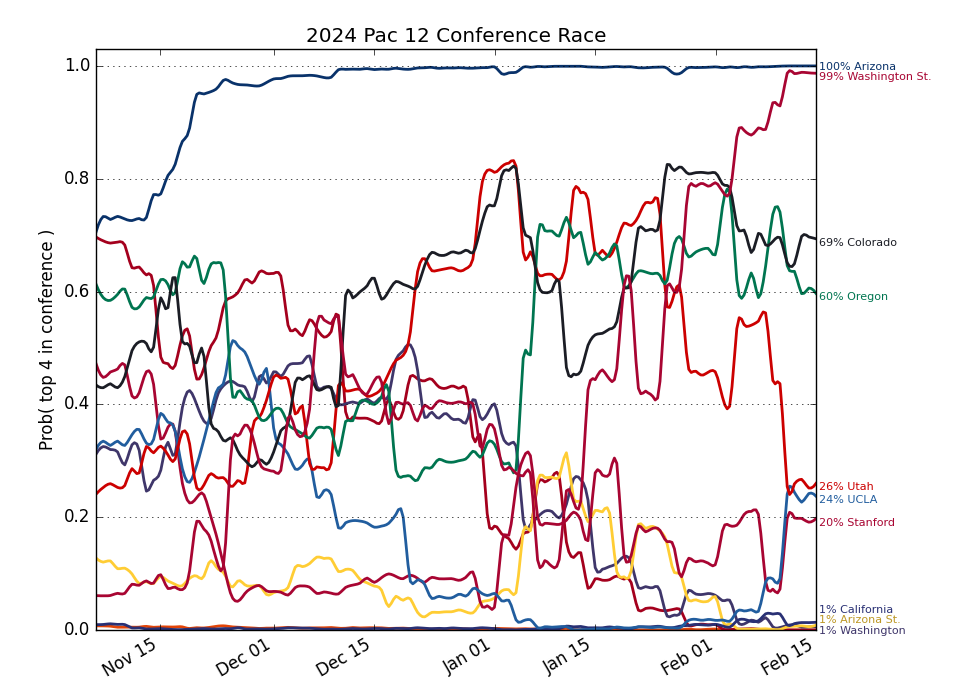 2024 Pac 12 Conference Race
Prob( top 4 in conference )
1.0
0.8
0.6
0.4
0.2
0.0
Nov 15
Dec 01
Dec 15
Jan 01
Jan 15
Feb 01
Feb 15
100% Arizona
99% Washington St.
69% Colorado
60% Oregon
26% Utah
24% UCLA
20% Stanford
1% California
1% Arizona St.
1% Washington